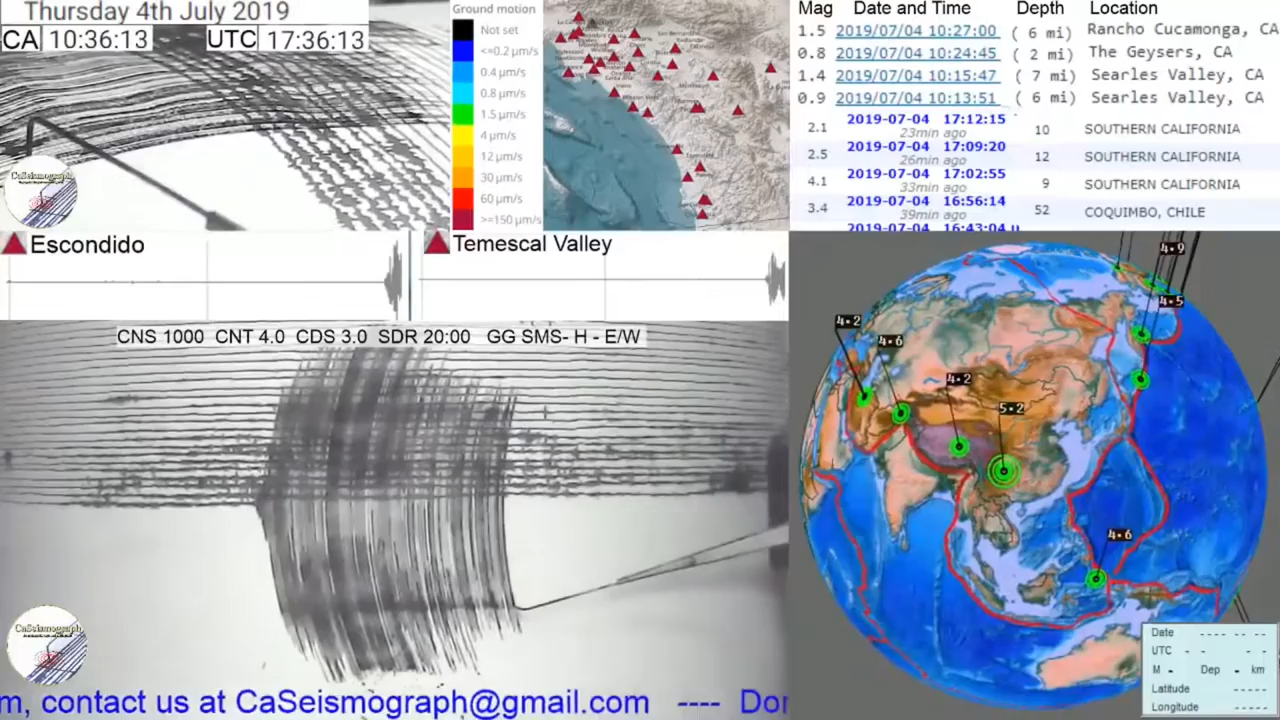 Thursday 4th July 2019
CA 10:36:13 UTC 17:36:13
Ground motion
Not set
<=0.2 µm/s
0.4 µm/s
0.8 µm/s
1.5 µm/s
4 µm/s
12 µm/s
30 µm/s
60 µm/s
>=150 µm/s
Mag Date and Time Depth Location
1.5 2019/07/04 10:27:00 ( 6 mi) Rancho Cucamonga, CA
0.8 2019/07/04 10:24:45 ( 2 mi) The Geysers, CA
1.4 2019/07/04 10:15:47 ( 7 mi) Searles Valley, CA
0.9 2019/07/04 10:13:51 ( 6 mi) Searles Valley, CA
2.1 2019-07-04 17:12:15 23min ago 10 SOUTHERN CALIFORNIA
2.5 2019-07-04 17:09:20 26min ago 12 SOUTHERN CALIFORNIA
4.1 2019-07-04 17:02:55 33min ago 9 SOUTHERN CALIFORNIA
3.4 2019-07-04 16:56:14 39min ago 52 COQUIMBO, CHILE
2019-07-04 16:43:04
CaSeismograph
Escondido
Temescal Valley
CNS 1000 CNT 4.0 CDS 3.0 SDR 20:00 GG SMS- H - E/W
4.9
4.5
4.2
4.6
4.2
5.2
4.6
CaSeismograph
Date ---- -- --
UTC - - - -
M - Dep - km
Latitude -----
Longitude -----
m, contact us at CaSeismograph@gmail.com ---- Dor